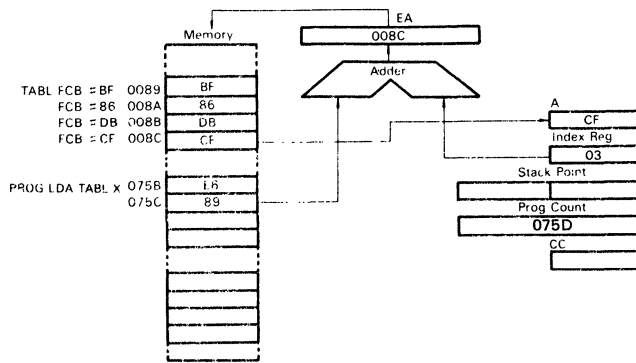 EA
Memory
008C
Adder
TABL FCB = BF 0089 BF
FCB = 86 008A 86
FCB = DB 008B DB
FCB = CF 008C CF
A
CF
Index Reg
03
Stack Point
PROG LDA TABL X 075B E6
075C 89
Prog Count
075D
CC